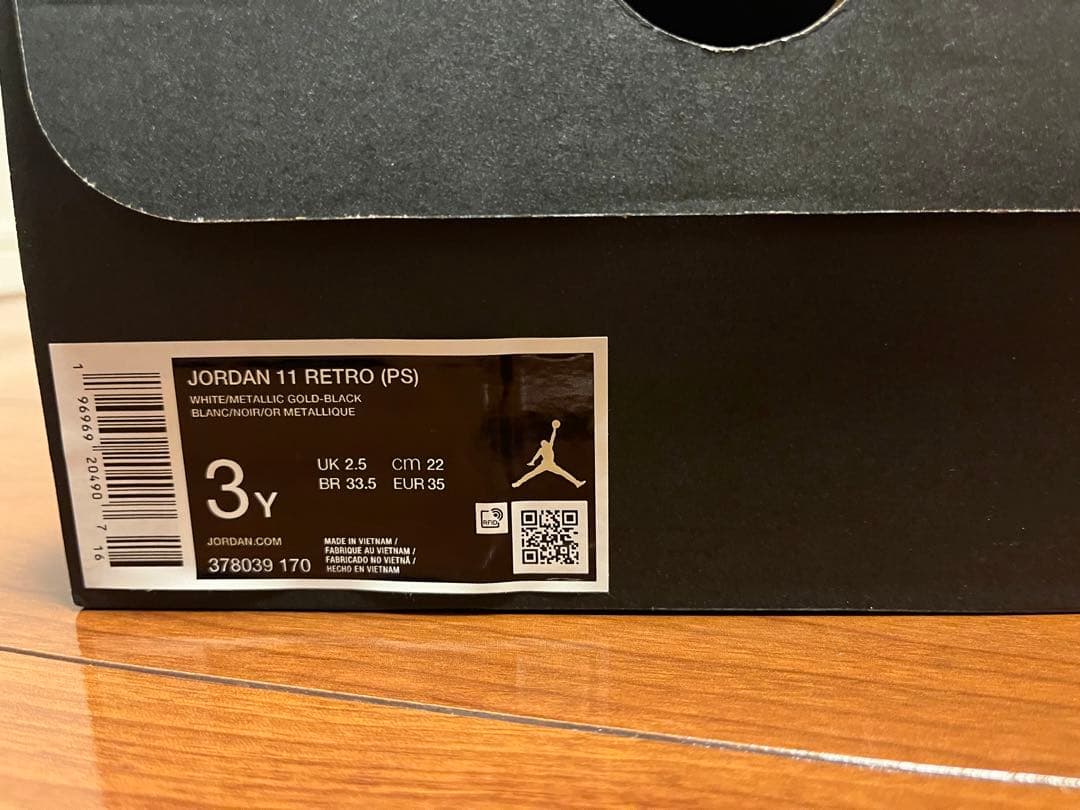 JORDAN 11 RETRO (PS)
WHITE/METALLIC GOLD-BLACK
BLANC/NOIR/OR METALLIQUE
3Y
UK 2.5 CM 22
BR 33.5 EUR 35
RFID
JORDAN.COM
378039 170
MADE IN VIETNAM /
FABRIQUE AU VIETNAM /
FABRICADO NO VIETNÃ /
HECHO EN VIETNAM
1 96969 20490 7 16